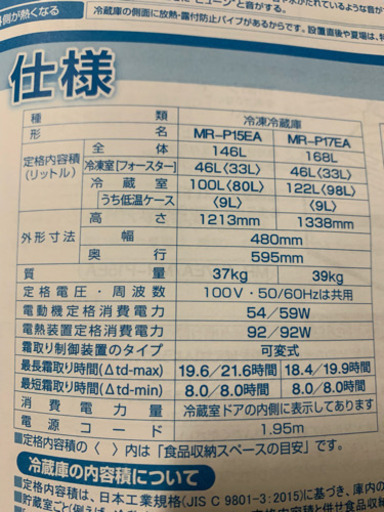 側が熱くなる
冷蔵庫の側面に放熱・露付防止パイプがあるからです。設置直後や夏場は、特
仕様
種類 冷凍冷蔵庫
形名 MR-P15EA MR-P17EA
定格内容積(リットル) 全体 146L 168L
冷凍室[フォースター] 46L〈33L〉 46L〈33L〉
冷蔵室 100L〈80L〉 122L〈98L〉
うち低温ケース 〈9L〉 〈9L〉
外形寸法 高さ 1213mm 1338mm
幅 480mm
奥行 595mm
質量 37kg 39kg
定格電圧・周波数 100V・50/60Hzは共用
電動機定格消費電力 54/59W
電熱装置定格消費電力 92/92W
霜取り制御装置のタイプ 可変式
最長霜取り時間(Δtd-max) 19.6/21.6時間 18.4/19.9時間
最短霜取り時間(Δtd-min) 8.0/8.0時間 8.0/8.0時間
消費電力量 冷蔵室ドアの内側に表示してあります
電源コード 1.95m
■定格内容積の〈 〉内は「食品収納スペースの目安」です。
冷蔵庫の内容積について
■定格内容積は、日本工業規格(JIS C 9801-3:2015)に基づき、庫内の